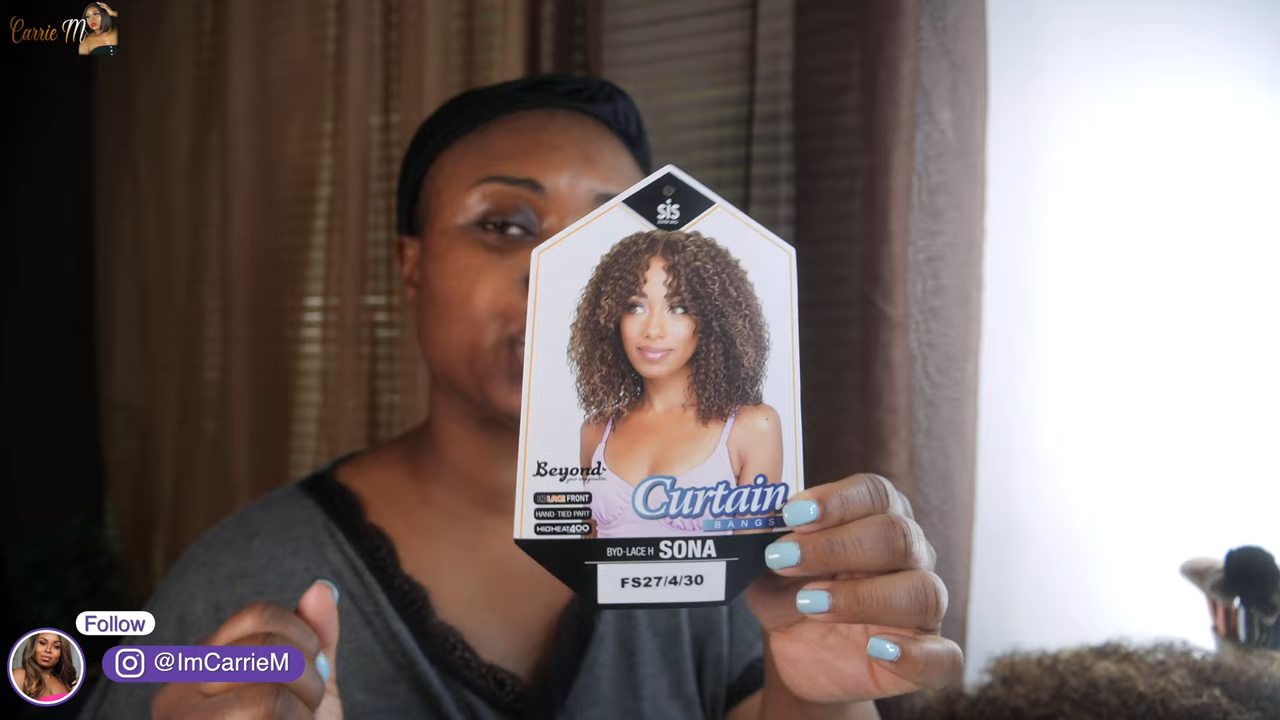 Carrie M
sis
Beyond
HD LACE FRONT
HAND-TIED PART
HIGHEAT400
Curtain
BANGS
BYD-LACE H SONA
FS27/4/30
Follow
@ImCarrieM